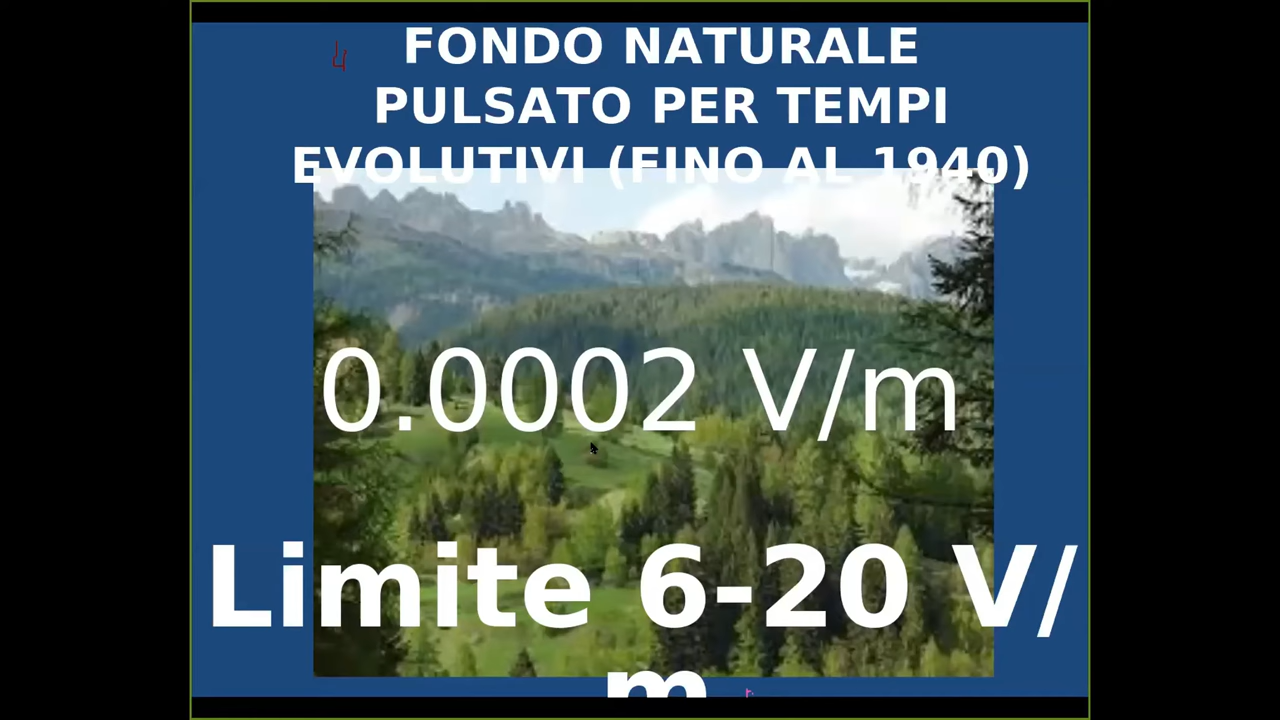 FONDO NATURALE
PULSATO PER TEMPI
EVOLUTIVI (FINO AL 1940)
0.0002 V/m
Limite 6-20 V/
m